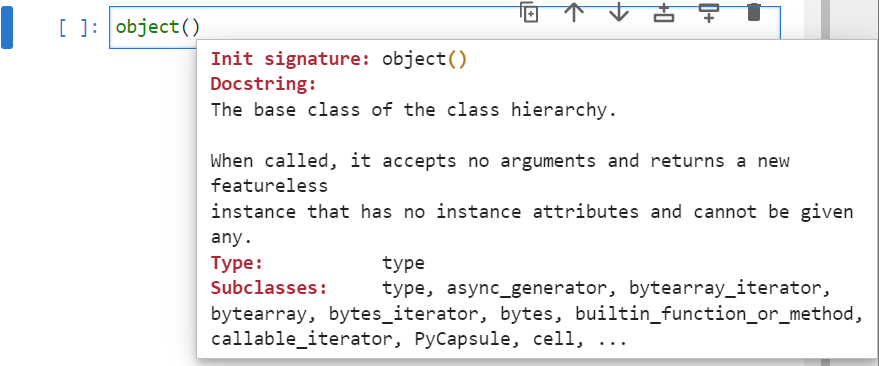 [ ]: object()
Init signature: object()
Docstring:
The base class of the class hierarchy.
When called, it accepts no arguments and returns a new
featureless
instance that has no instance attributes and cannot be given
any.
Type: type
Subclasses: type, async_generator, bytearray_iterator,
bytearray, bytes_iterator, bytes, builtin_function_or_method,
callable_iterator, PyCapsule, cell, ...